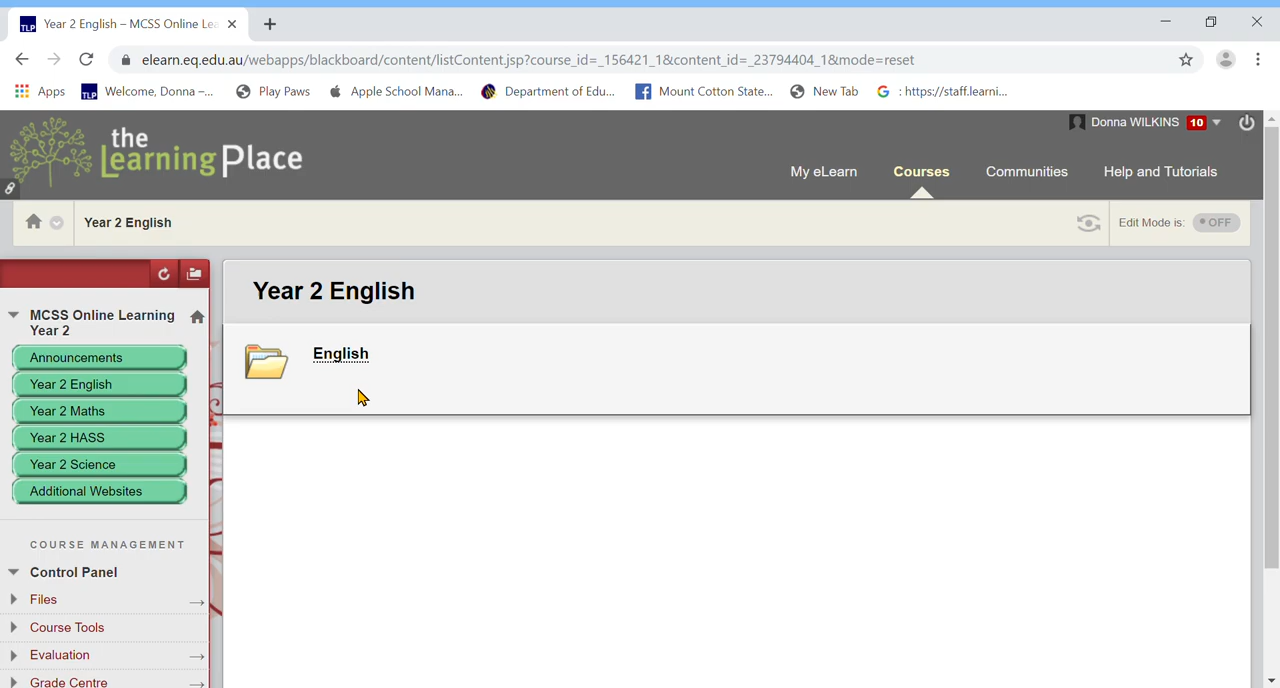 TLP Year 2 English – MCSS Online Lea
elearn.eq.edu.au/webapps/blackboard/content/listContent.jsp?course_id=_156421_1&content_id=_23794404_1&mode=reset
Apps TLP Welcome, Donna –... Play Paws Apple School Mana... Department of Edu... Mount Cotton State... New Tab G : https://staff.learni...
the
Learning Place
Donna WILKINS 10
My eLearn Courses Communities Help and Tutorials
Year 2 English Edit Mode is: OFF
MCSS Online Learning
Year 2
Announcements
Year 2 English
Year 2 Maths
Year 2 HASS
Year 2 Science
Additional Websites
COURSE MANAGEMENT
Control Panel
Files
Course Tools
Evaluation
Grade Centre
Year 2 English
English